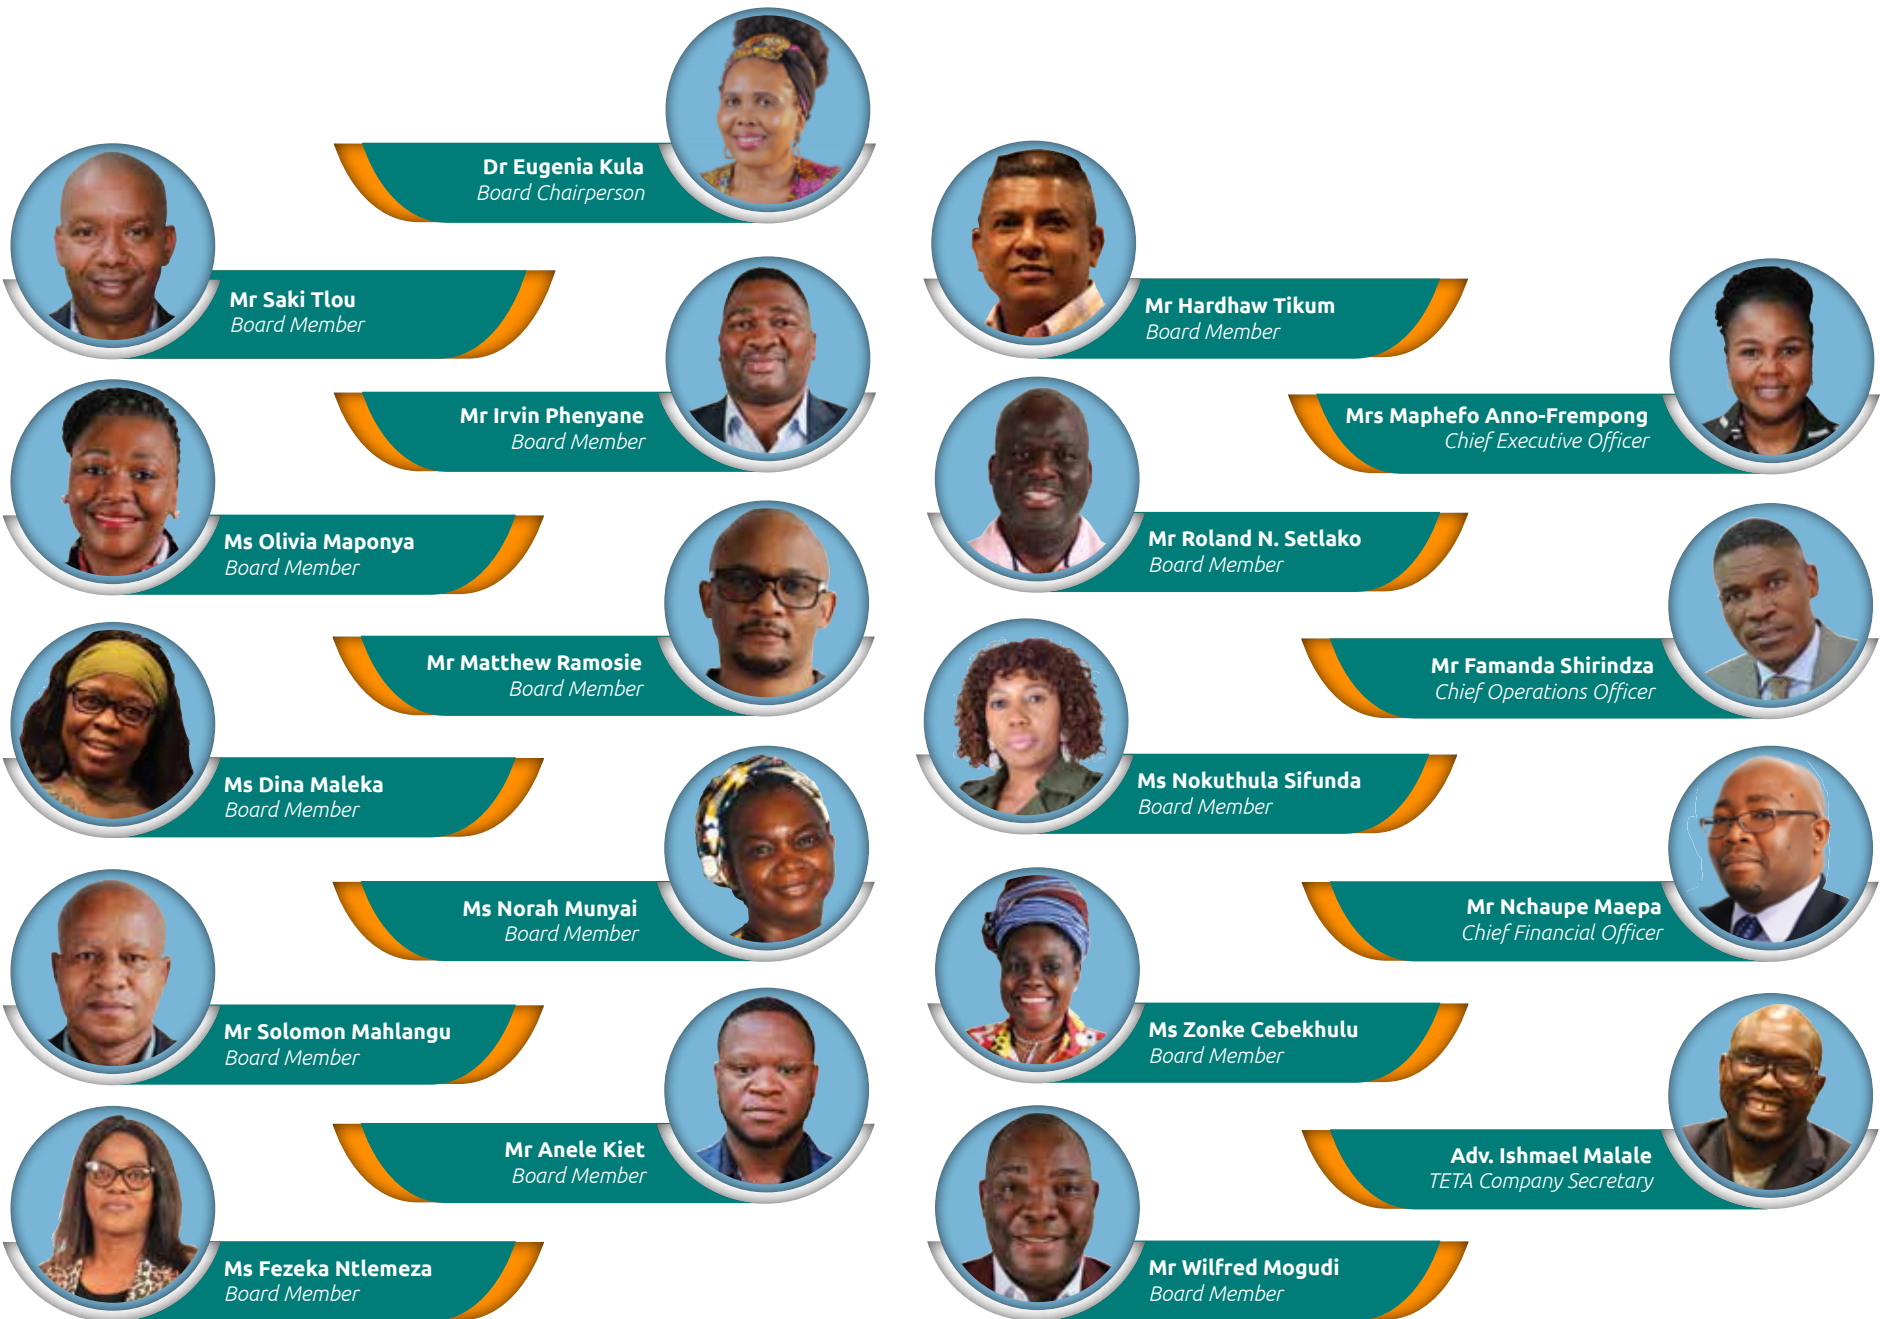 Dr Eugenia Kula
Board Chairperson
Mr Saki Tlou
Board Member
Mr Irvin Phenyane
Board Member
Ms Olivia Maponya
Board Member
Mr Matthew Ramosie
Board Member
Ms Dina Maleka
Board Member
Ms Norah Munyai
Board Member
Mr Solomon Mahlangu
Board Member
Mr Anele Kiet
Board Member
Ms Fezeka Ntlemeza
Board Member
Mr Hardhaw Tikum
Board Member
Mrs Maphefo Anno-Frempong
Chief Executive Officer
Mr Roland N. Setlako
Board Member
Mr Famanda Shirindza
Chief Operations Officer
Ms Nokuthula Sifunda
Board Member
Mr Nchaupe Maepa
Chief Financial Officer
Ms Zonke Cebekhulu
Board Member
Adv. Ishmael Malale
TETA Company Secretary
Mr Wilfred Mogudi
Board Member